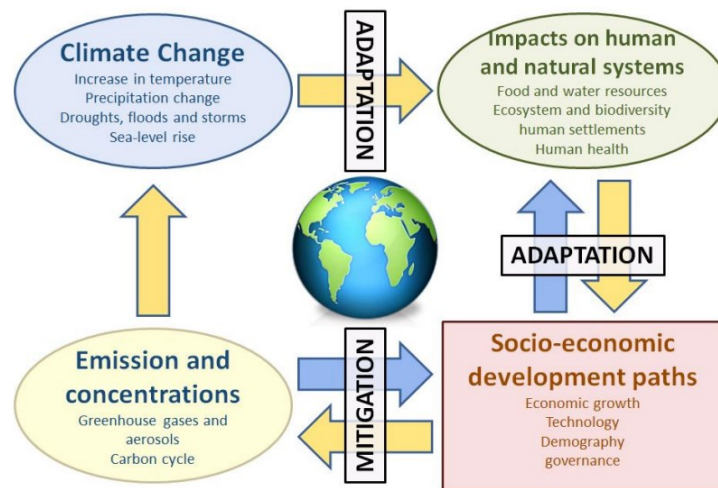 Climate Change
Increase in temperature
Precipitation change
Droughts, floods and storms
Sea-level rise
ADAPTATION
Impacts on human
and natural systems
Food and water resources
Ecosystem and biodiversity
human settlements
Human health
ADAPTATION
Emission and
concentrations
Greenhouse gases and
aerosols
Carbon cycle
MITIGATION
Socio-economic
development paths
Economic growth
Technology
Demography
governance